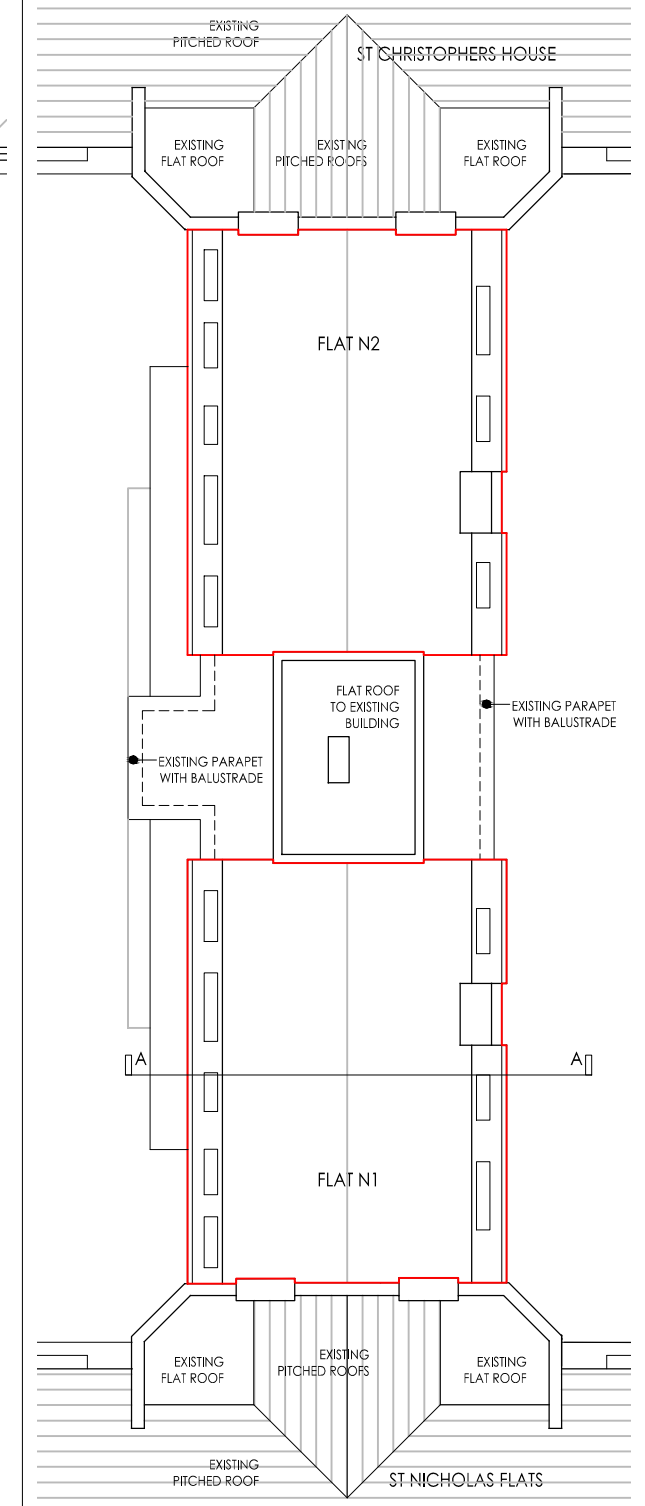 EXISTING
PITCHED ROOF
ST CHRISTOPHERS HOUSE
EXISTING
FLAT ROOF
EXISTING
PITCHED ROOFS
EXISTING
FLAT ROOF
FLAT N2
FLAT ROOF
TO EXISTING
BUILDING
EXISTING PARAPET
WITH BALUSTRADE
EXISTING PARAPET
WITH BALUSTRADE
A
A
FLAT N1
EXISTING
FLAT ROOF
EXISTING
PITCHED ROOFS
EXISTING
FLAT ROOF
EXISTING
PITCHED ROOF
ST NICHOLAS FLATS